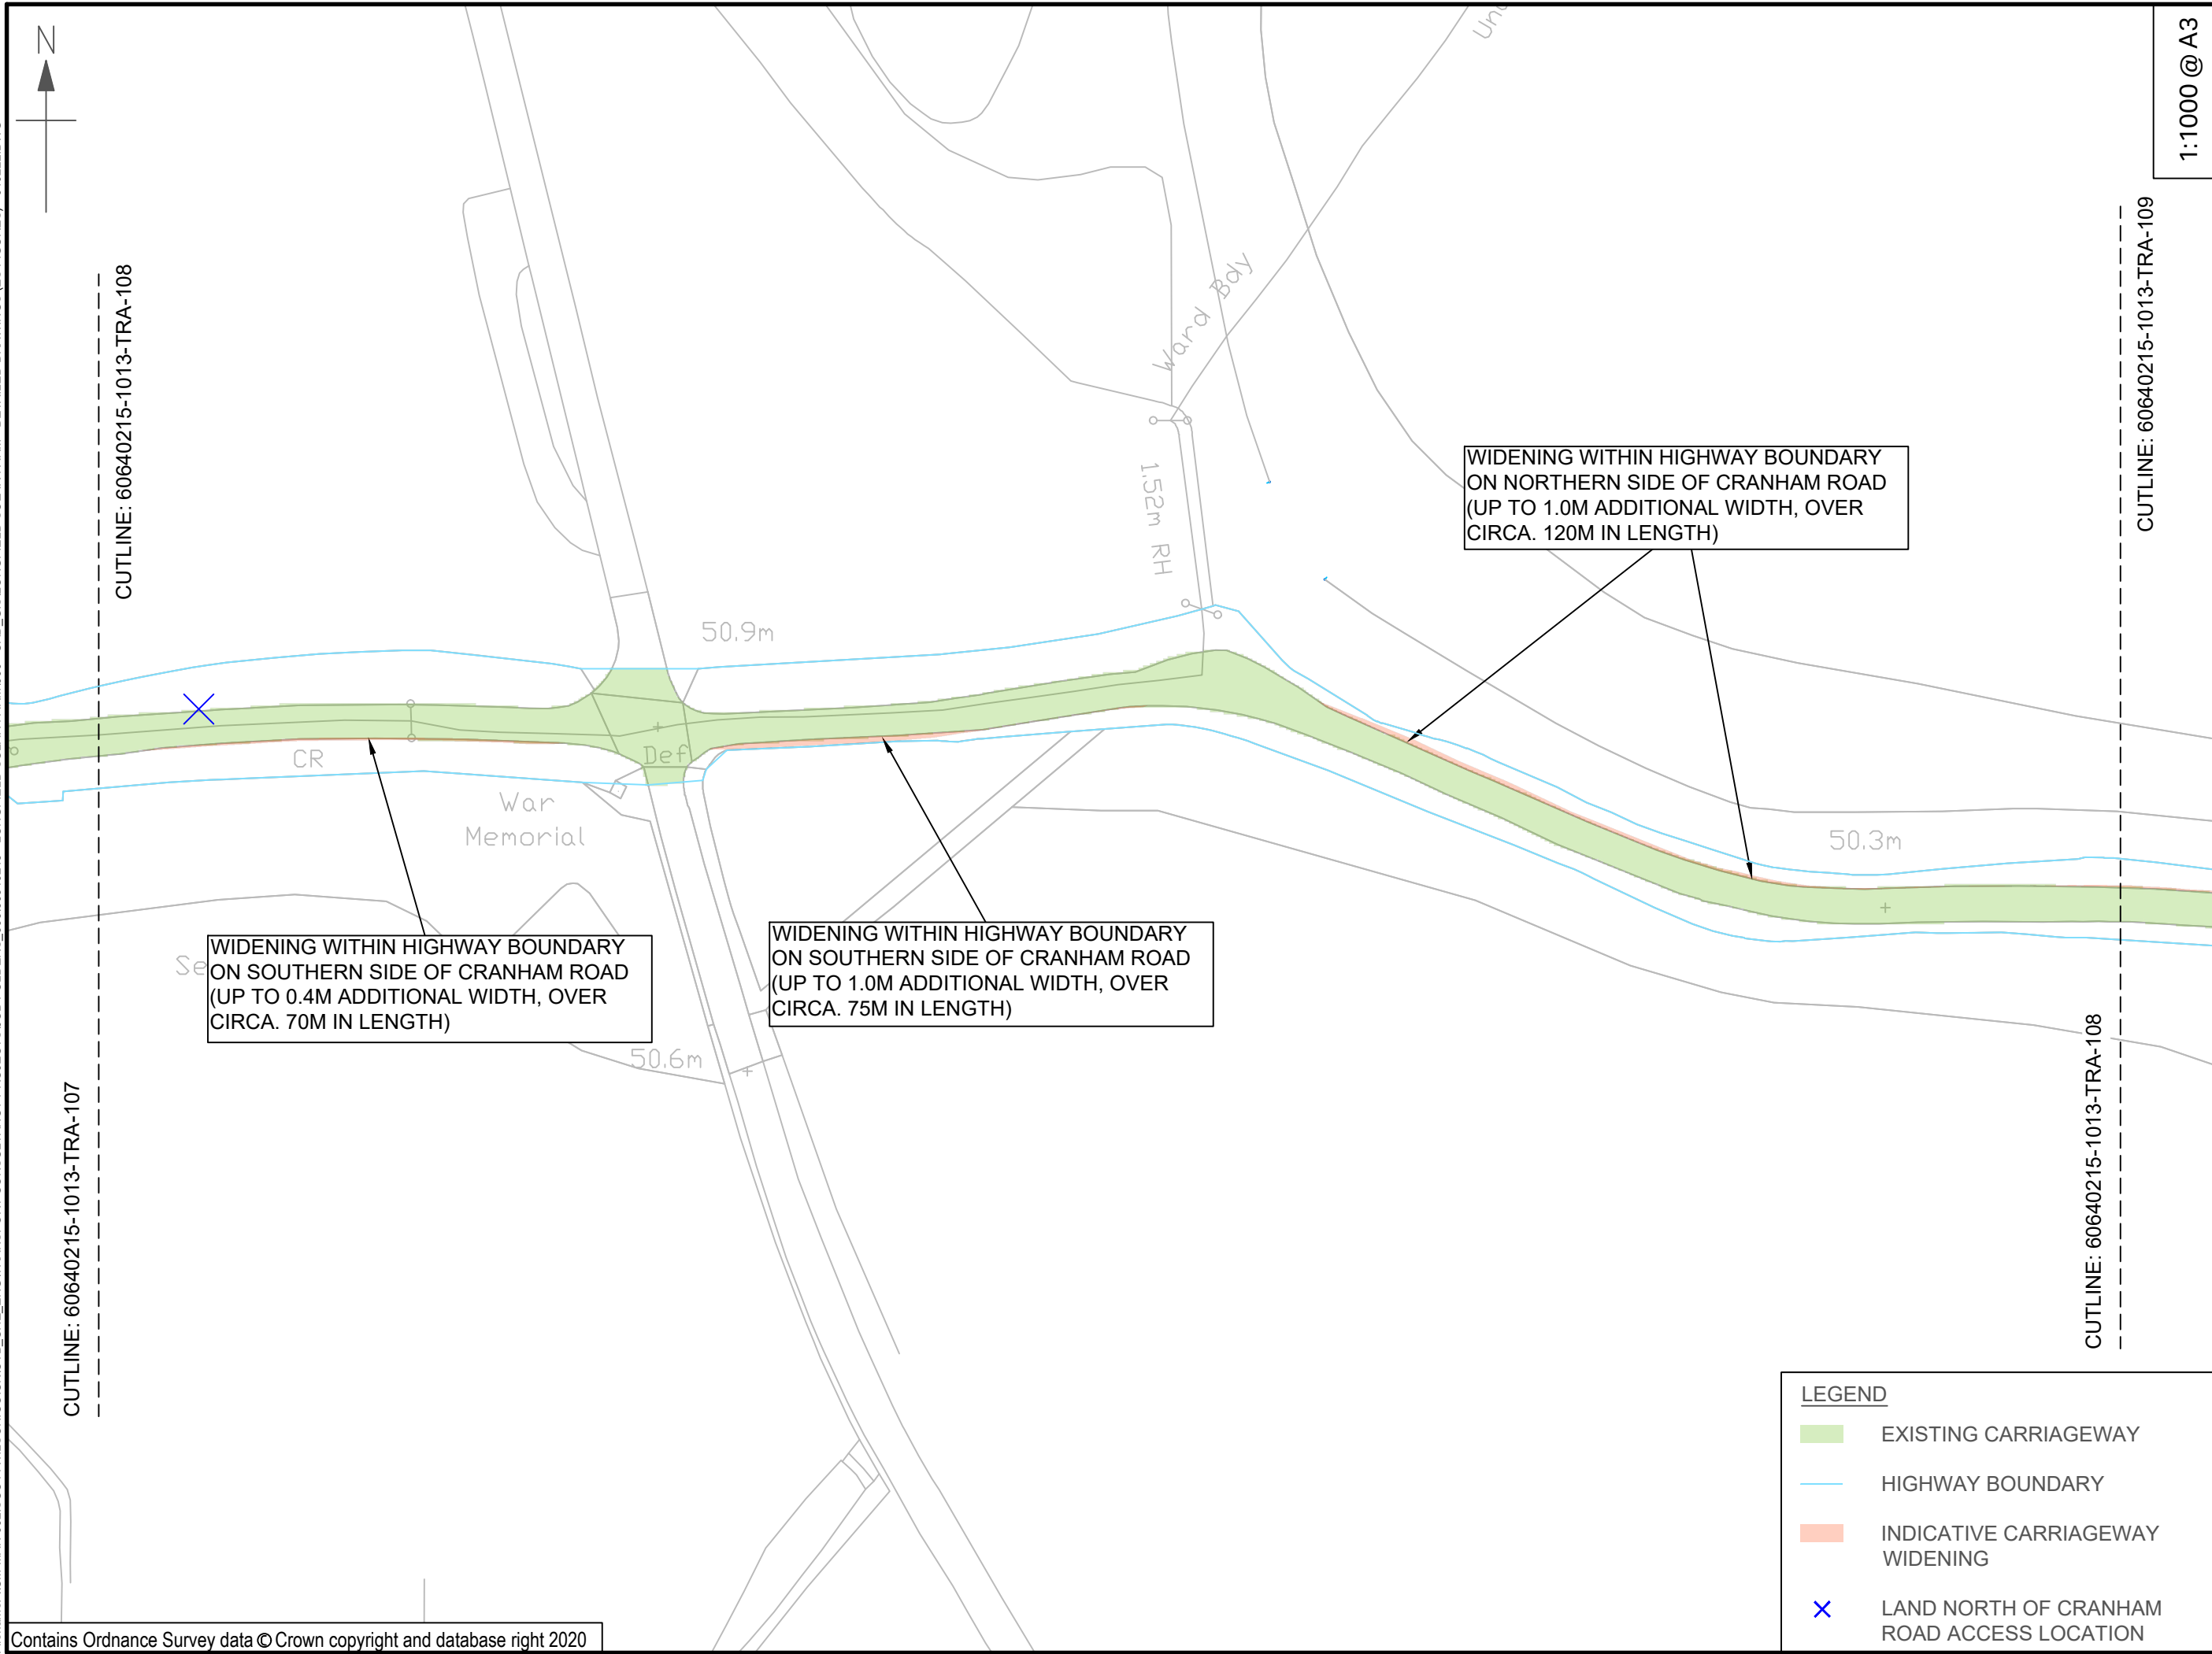 N
1:1000 @ A3
CUTLINE: 60640215-1013-TRA-108
CUTLINE: 60640215-1013-TRA-109
Ward Bdy
1.52m RH
WIDENING WITHIN HIGHWAY BOUNDARY
ON NORTHERN SIDE OF CRANHAM ROAD
(UP TO 1.0M ADDITIONAL WIDTH, OVER
CIRCA. 120M IN LENGTH)
50.9m
CR
Def
War
Memorial
50.3m
WIDENING WITHIN HIGHWAY BOUNDARY
ON SOUTHERN SIDE OF CRANHAM ROAD
(UP TO 0.4M ADDITIONAL WIDTH, OVER
CIRCA. 70M IN LENGTH)
WIDENING WITHIN HIGHWAY BOUNDARY
ON SOUTHERN SIDE OF CRANHAM ROAD
(UP TO 1.0M ADDITIONAL WIDTH, OVER
CIRCA. 75M IN LENGTH)
50.6m
CUTLINE: 60640215-1013-TRA-107
CUTLINE: 60640215-1013-TRA-108
LEGEND
EXISTING CARRIAGEWAY
HIGHWAY BOUNDARY
INDICATIVE CARRIAGEWAY
WIDENING
LAND NORTH OF CRANHAM
ROAD ACCESS LOCATION
Contains Ordnance Survey data © Crown copyright and database right 2020